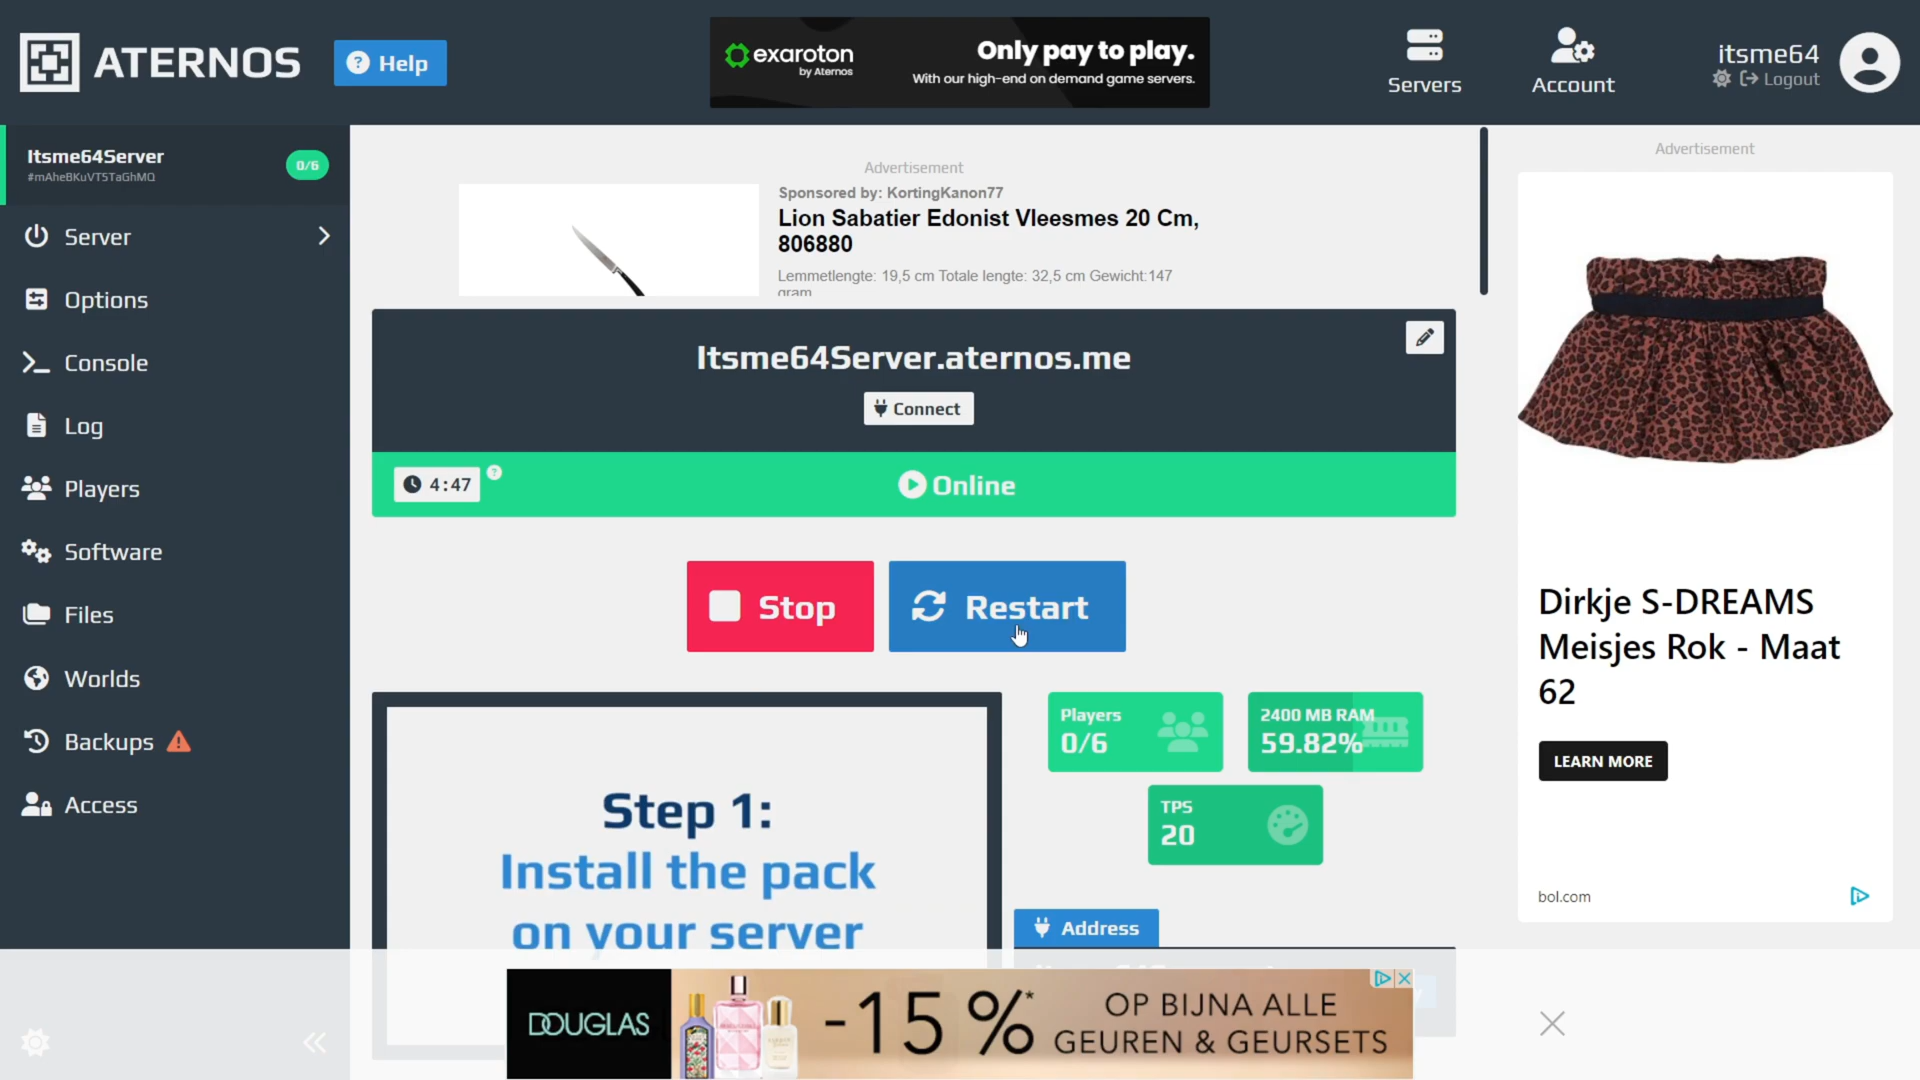 ATERNOS
Help
exaroton
by Aternos
Only pay to play.
With our high-end on demand game servers.
Servers
Account
itsme64
Logout
Itsme64Server
#mAheBKuVTSTaGhMQ
0/6
Server
Options
Console
Log
Players
Software
Files
Worlds
Backups
Access
Advertisement
Sponsored by: KortingKanon77
Lion Sabatier Edonist Vleesmes 20 Cm,
806880
Lemmetlengte: 19,5 cm Totale lengte: 32,5 cm Gewicht:147
gram
Itsme64Server.aternos.me
Connect
4:47
Online
Stop
Restart
Step 1:
Install the pack
on your server
Players
0/6
2400 MB RAM
59.82%
TPS
20
Address
Advertisement
Dirkje S-DREAMS
Meisjes Rok - Maat
62
LEARN MORE
bol.com
DOUGLAS
-15%*
OP BIJNA ALLE
GEUREN & GEURSETS